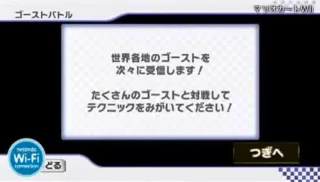 ゴーストバトル
マリオカートWii
世界各地のゴーストを
次々に受信します！
たくさんのゴーストと対戦して
テクニックをみがいてください！
Nintendo
Wi-Fi
CONNECTION
どる
つぎへ